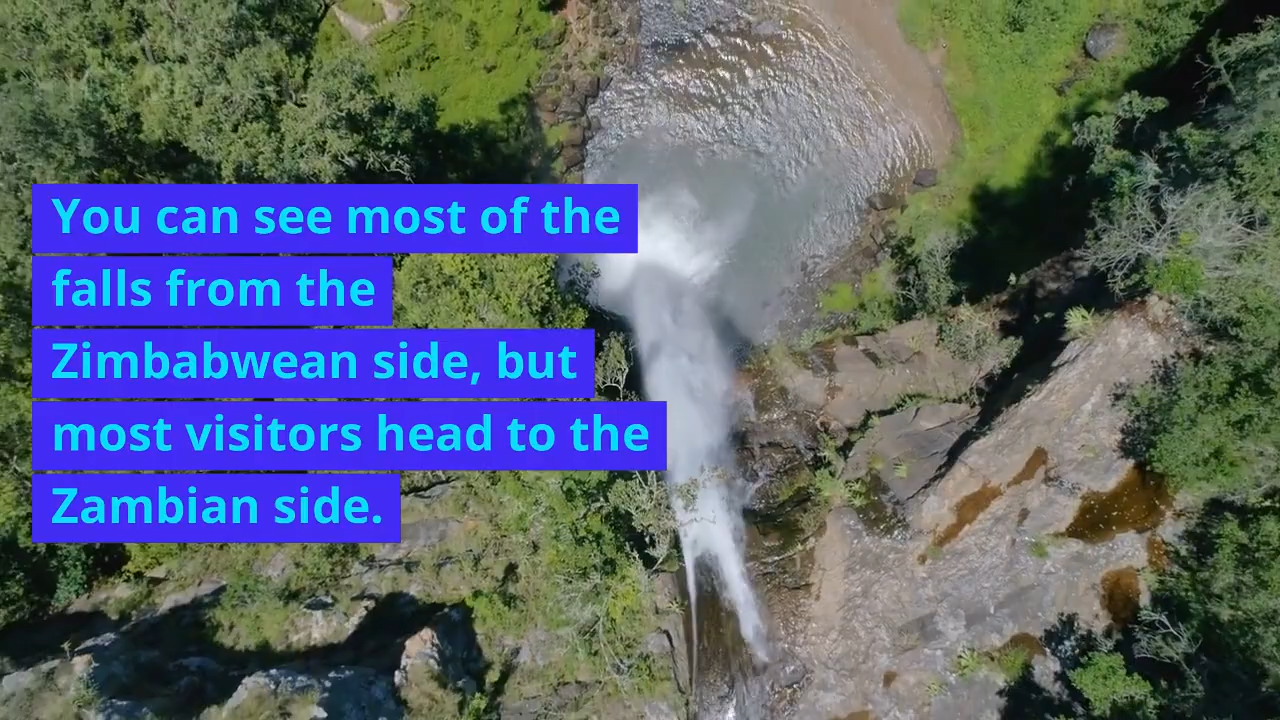 You can see most of the
falls from the
Zimbabwean side, but
most visitors head to the
Zambian side.